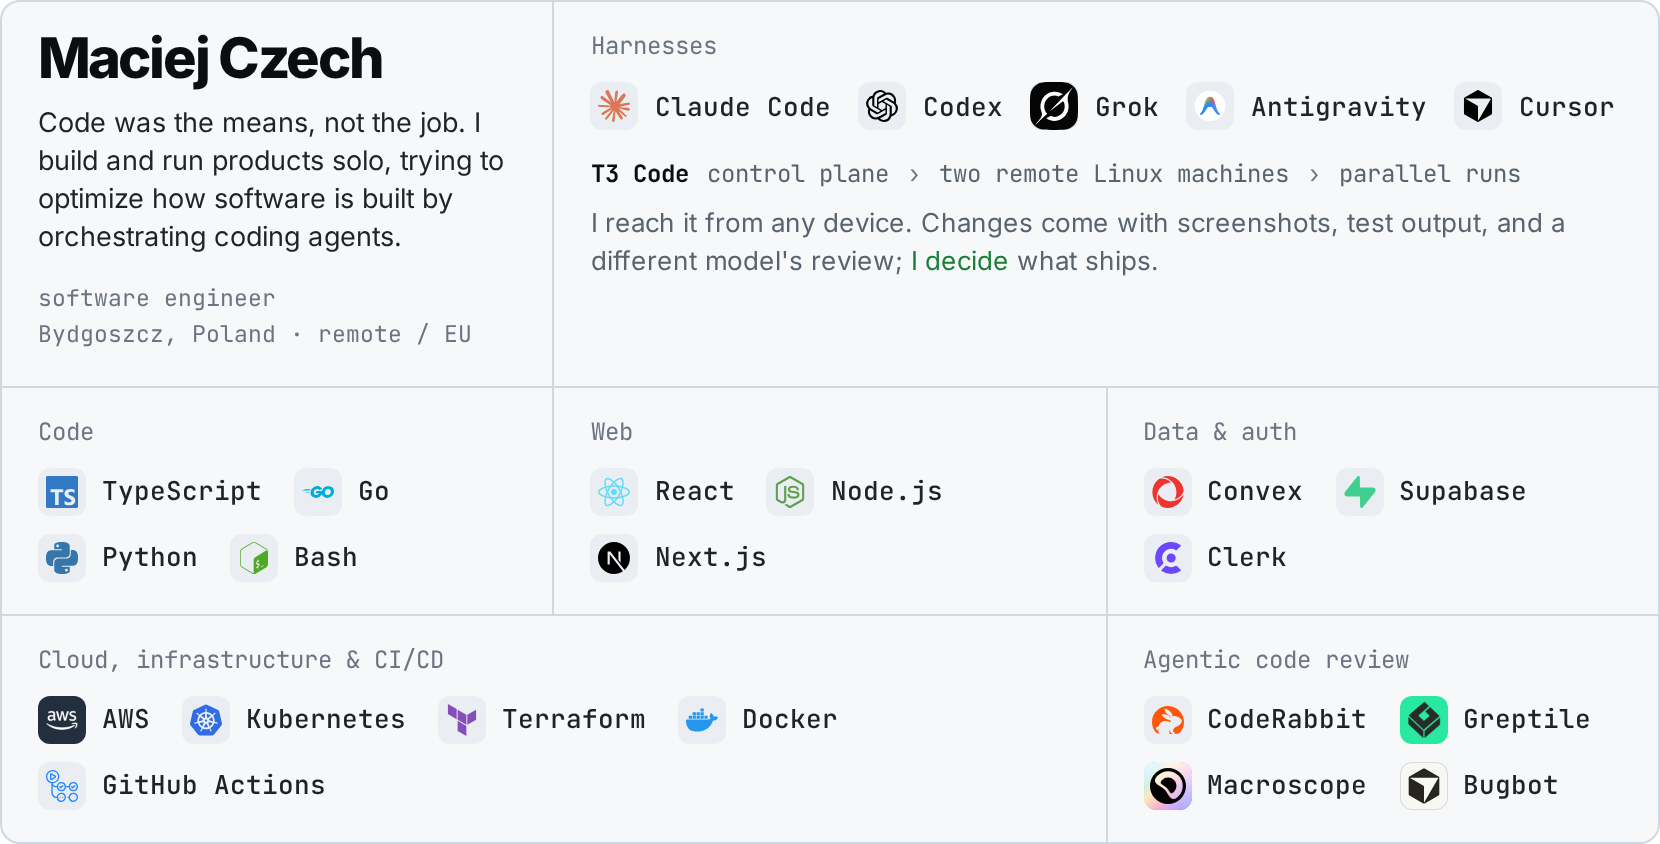 Maciej Czech
Code was the means, not the job. I
build and run products solo, trying to
optimize how software is built by
orchestrating coding agents.
software engineer
Bydgoszcz, Poland · remote / EU
Harnesses
Claude Code Codex Grok Antigravity Cursor
T3 Code control plane › two remote Linux machines › parallel runs
I reach it from any device. Changes come with screenshots, test output, and a
different model's review; I decide what ships.
Code
TS TypeScript GO Go
Python Bash
Web
React JS Node.js
N Next.js
Data & auth
Convex Supabase
Clerk
Cloud, infrastructure & CI/CD
aws AWS Kubernetes Terraform Docker
GitHub Actions
Agentic code review
CodeRabbit Greptile
Macroscope Bugbot